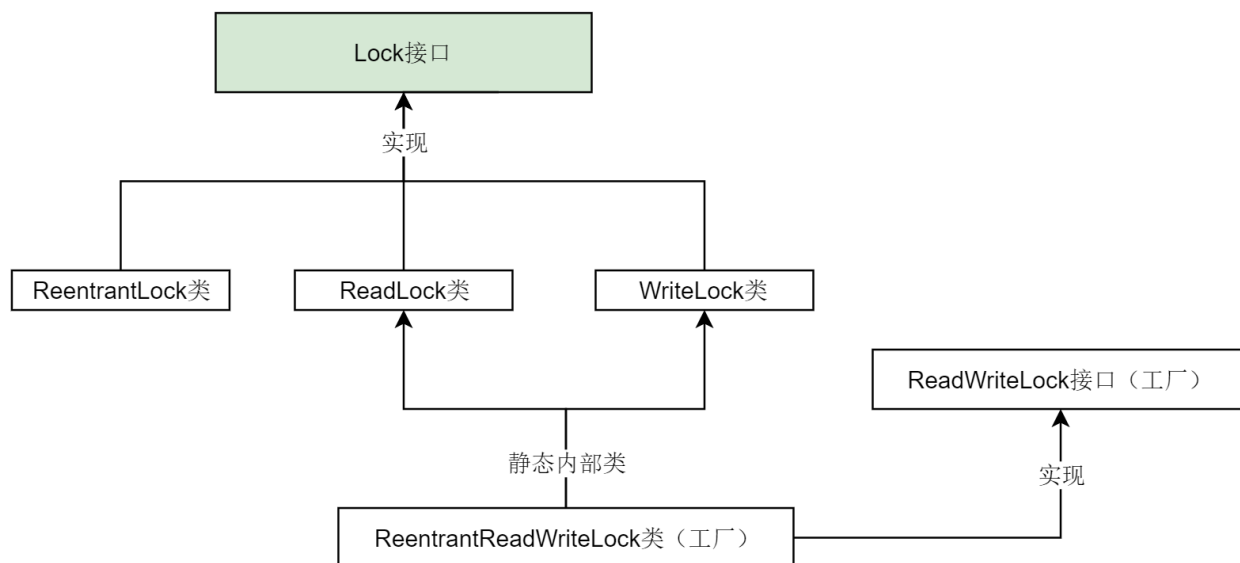 Lock接口
实现
ReentrantLock类
ReadLock类
WriteLock类
ReadWriteLock接口（工厂）
静态内部类
实现
ReentrantReadWriteLock类（工厂）